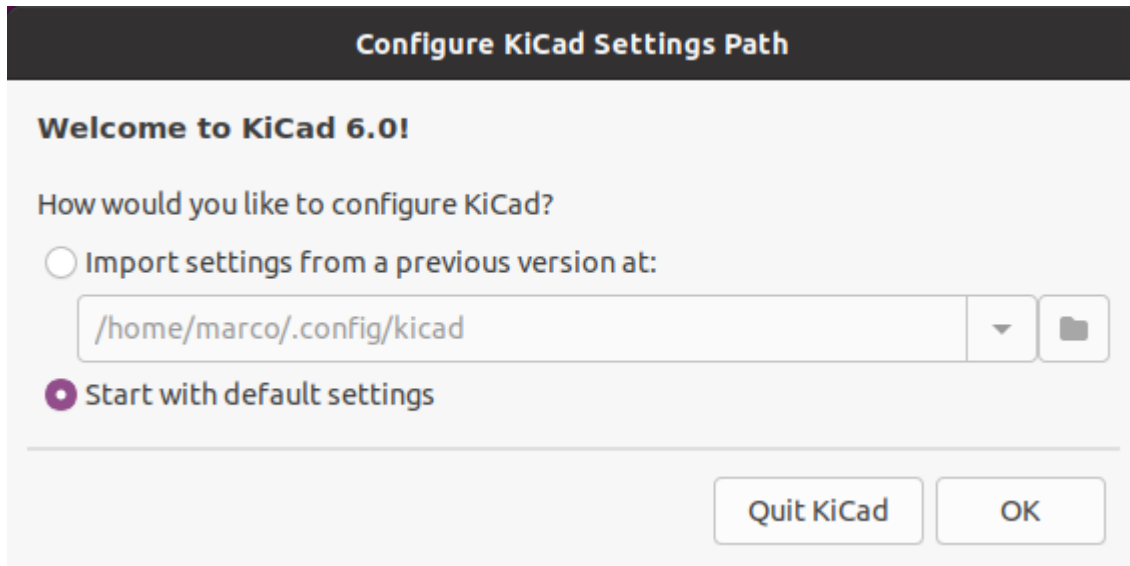 Configure KiCad Settings Path
Welcome to KiCad 6.0!
How would you like to configure KiCad?
Import settings from a previous version at:
/home/marco/.config/kicad
Start with default settings
Quit KiCad OK